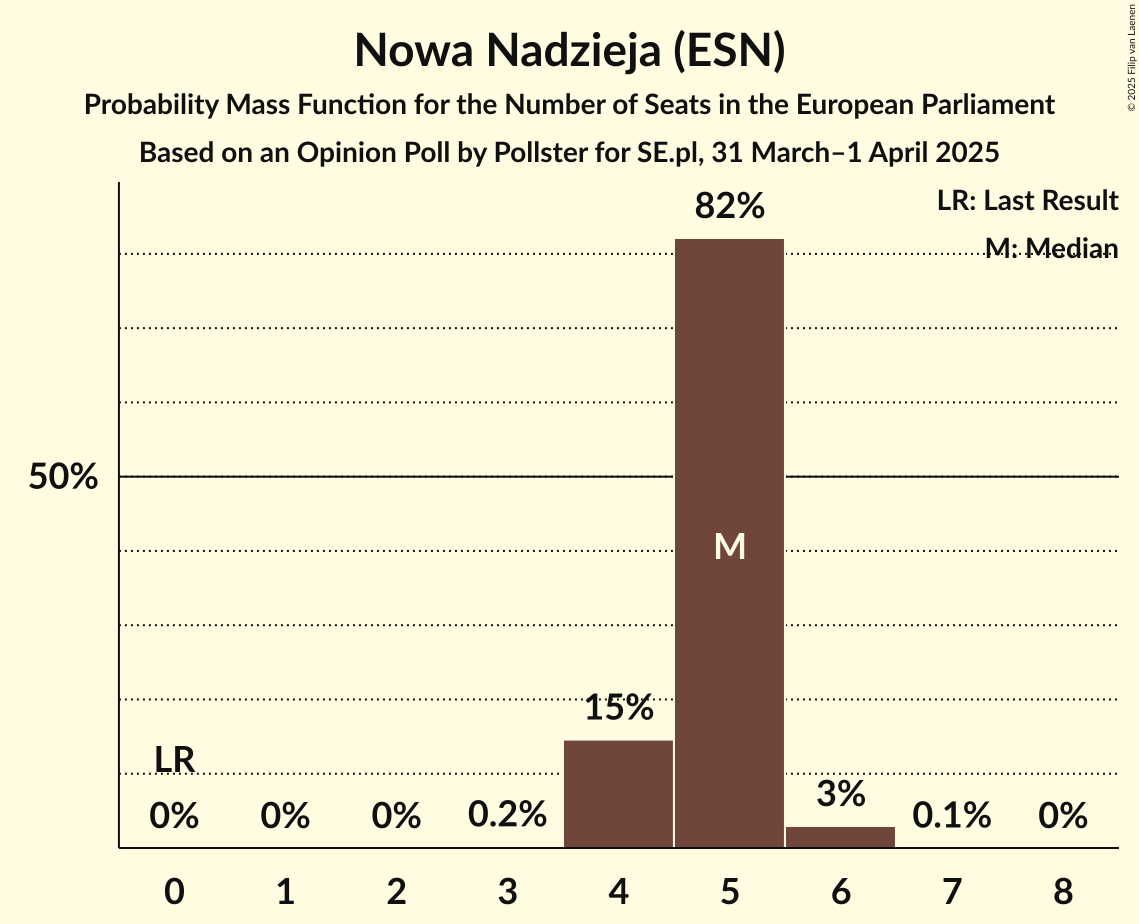 Nowa Nadzieja (ESN)
Probability Mass Function for the Number of Seats in the European Parliament
Based on an Opinion Poll by Pollster for SE.pl, 31 March–1 April 2025
© 2025 Filip van Laenen
LR: Last Result
M: Median
82%
50%
M
15%
LR
3%
0% 0% 0% 0.2% 0.1% 0%
0 1 2 3 4 5 6 7 8